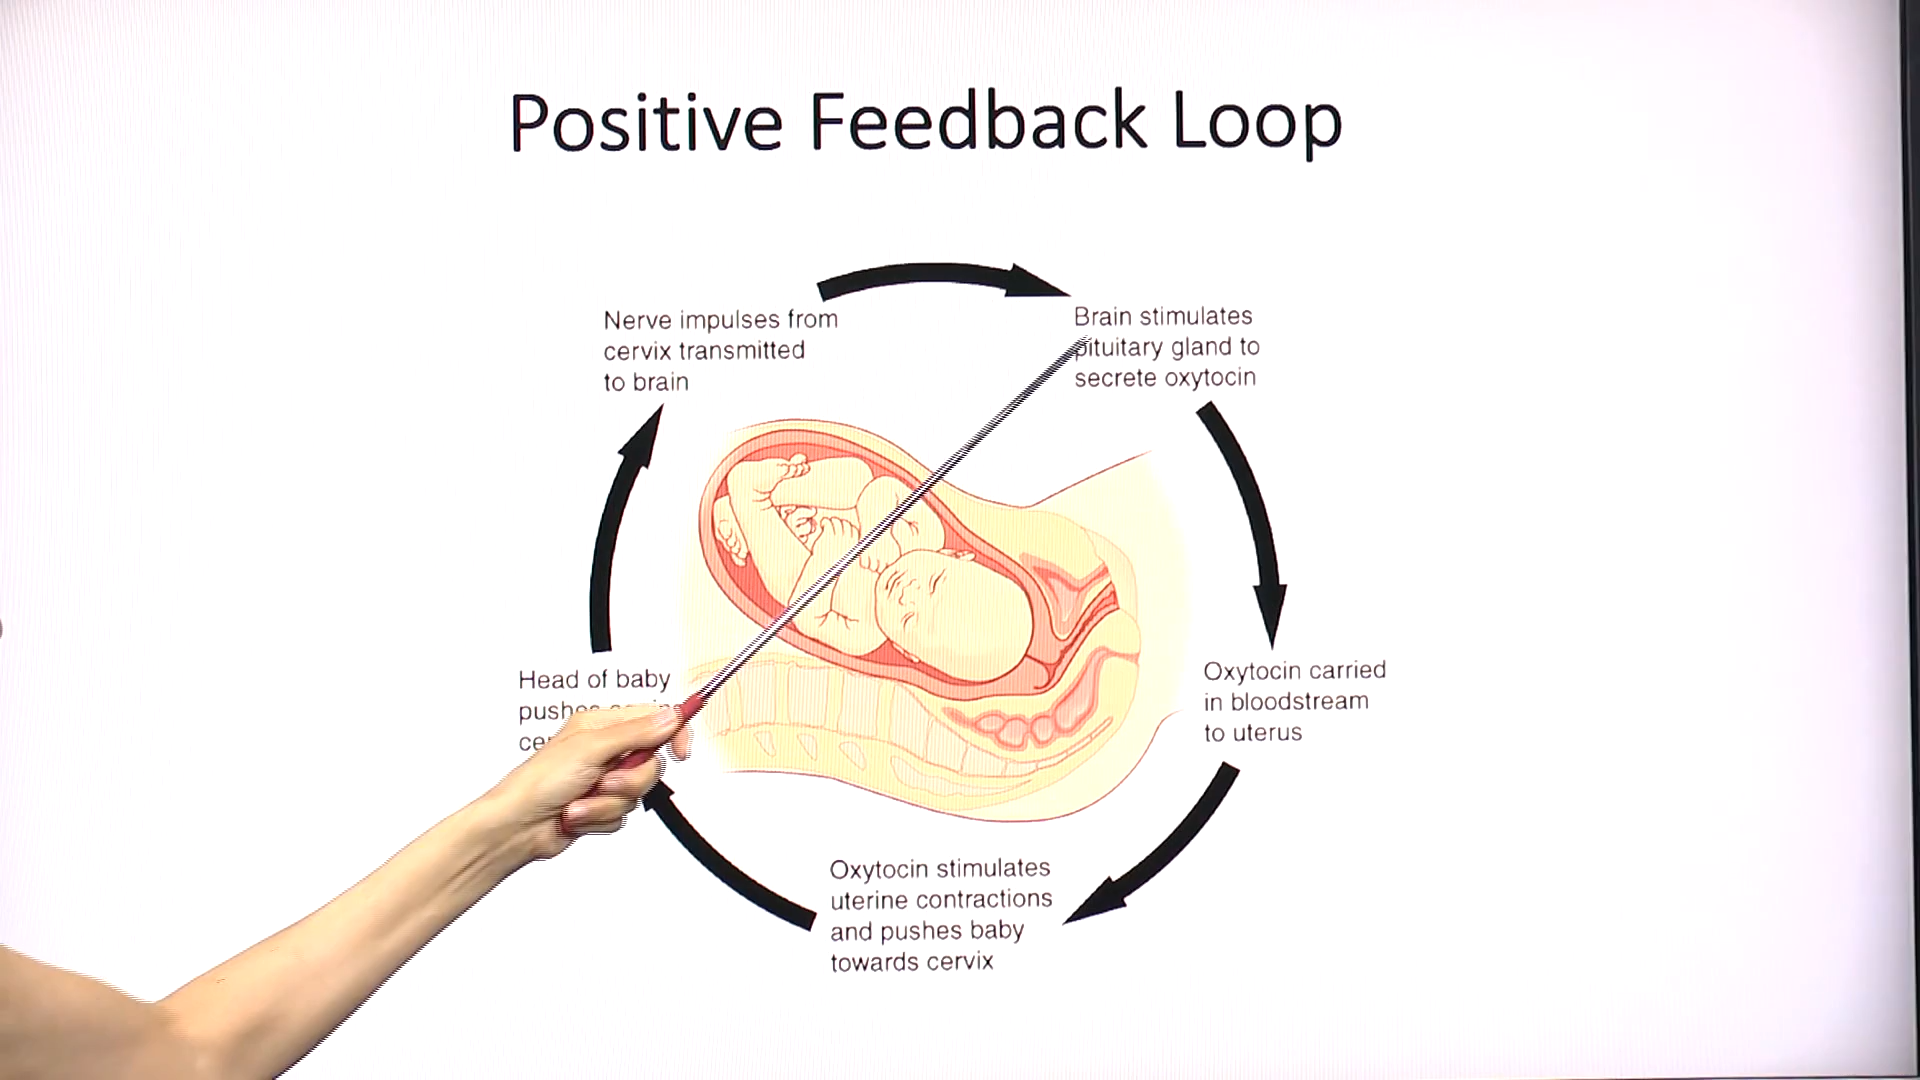 Positive Feedback Loop
Nerve impulses from
cervix transmitted
to brain
Brain stimulates
pituitary gland to
secrete oxytocin
Oxytocin carried
in bloodstream
to uterus
Oxytocin stimulates
uterine contractions
and pushes baby
towards cervix
Head of baby